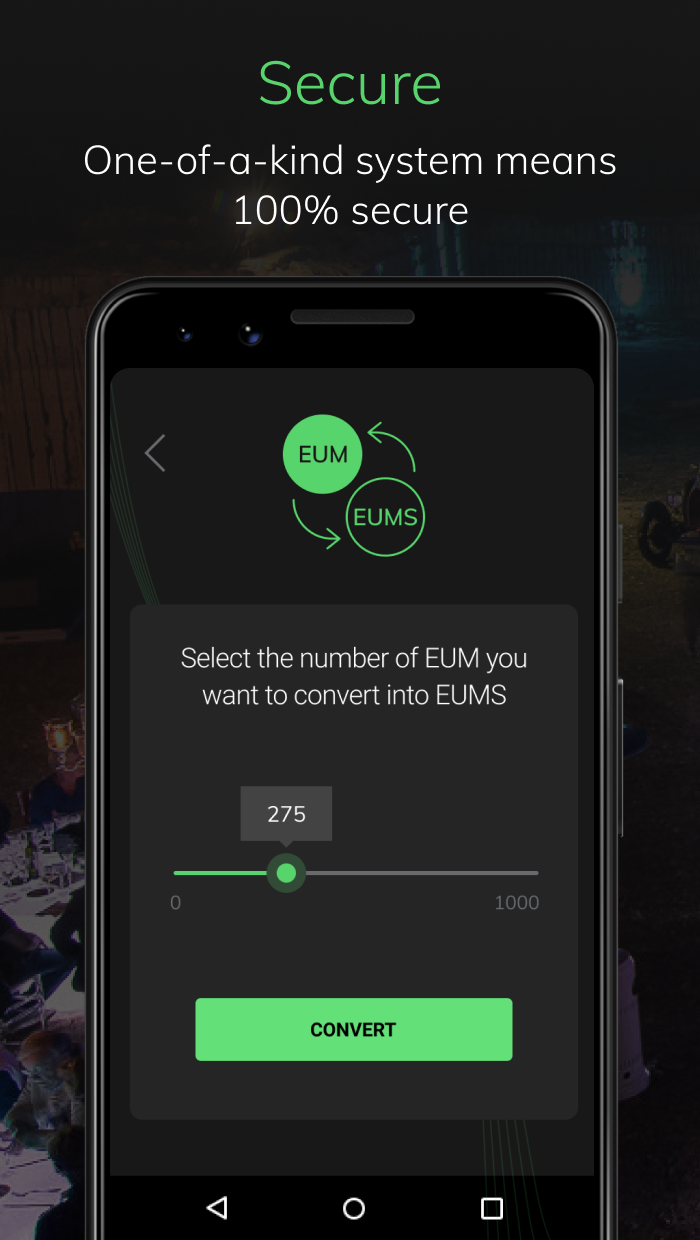 Secure
One-of-a-kind system means
100% secure
EUM
EUMS
Select the number of EUM you
want to convert into EUMS
275
0
1000
CONVERT